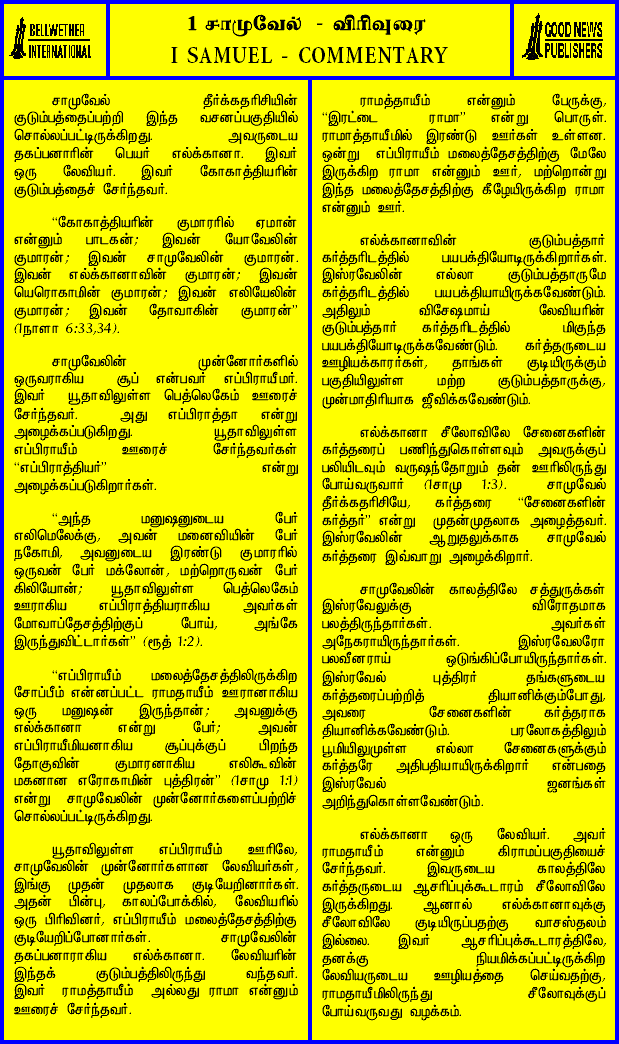 BELLWETHER
INTERNATIONAL
1 சாமுவேல் - விரிவுரை
I SAMUEL - COMMENTARY
GOOD NEWS
PUBLISHERS
சாமுவேல் தீர்க்கதரிசியின்
குடும்பத்தைப்பற்றி இந்த வசனப்பகுதியில்
சொல்லப்பட்டிருக்கிறது. அவருடைய
தகப்பனாரின் பெயர் எல்க்கானா. இவர்
ஒரு லேவியர். இவர் கோகாத்தியரின்
குடும்பத்தைச் சேர்ந்தவர்.
“கோகாத்தியரின் குமாரரில் ஏமான்
என்னும் பாடகன்; இவன் யோவேலின்
குமாரன்; இவன் சாமுவேலின் குமாரன்.
இவன் எல்க்கானாவின் குமாரன்; இவன்
யெரொகாமின் குமாரன்; இவன் எலியேலின்
குமாரன்; இவன் தோவாகின் குமாரன்”
(1நாளா 6:33,34).
சாமுவேலின் முன்னோர்களில்
ஒருவராகிய சூப் என்பவர் எப்பிராயீமர்.
இவர் யூதாவிலுள்ள பெத்லெகேம் ஊரைச்
சேர்ந்தவர். அது எப்பிராத்தா என்று
அழைக்கப்படுகிறது. யூதாவிலுள்ள
எப்பிராயீம் ஊரைச் சேர்ந்தவர்கள்
“எப்பிராத்தியர்” என்று
அழைக்கப்படுகிறார்கள்.
“அந்த மனுஷனுடைய பேர்
எலிமெலேக்கு, அவன் மனைவியின் பேர்
நகோமி, அவனுடைய இரண்டு குமாரரில்
ஒருவன் பேர் மக்லோன், மற்றொருவன் பேர்
கிலியோன்; யூதாவிலுள்ள பெத்லெகேம்
ஊராகிய எப்பிராத்தியராகிய அவர்கள்
மோவாப்தேசத்திற்குப் போய், அங்கே
இருந்துவிட்டார்கள்” (ரூத் 1:2).
“எப்பிராயீம் மலைத்தேசத்திலிருக்கிற
சோப்பீம் என்னப்பட்ட ராமதாயீம் ஊரானாகிய
ஒரு மனுஷன் இருந்தான்; அவனுக்கு
எல்க்கானா என்று பேர்; அவன்
எப்பிராயீமியனாகிய சூப்புக்குப் பிறந்த
தோகுவின் குமாரனாகிய எலிகூவின்
மகனான எரோகாமின் புத்திரன்” (1சாமு 1:1)
என்று சாமுவேலின் முன்னோர்களைப்பற்றிச்
சொல்லப்பட்டிருக்கிறது.
யூதாவிலுள்ள எப்பிராயீம் ஊரிலே,
சாமுவேலின் முன்னோர்களான லேவியர்கள்,
இங்கு முதன் முதலாக குடியேறினார்கள்.
அதன் பின்பு, காலப்போக்கில், லேவியரில்
ஒரு பிரிவினர், எப்பிராயீம் மலைத்தேசத்திற்கு
குடியேறிப்போனார்கள். சாமுவேலின்
தகப்பனாராகிய எல்க்கானா. லேவியரின்
இந்தக் குடும்பத்திலிருந்து வந்தவர்.
இவர் ராமத்தாயீம் அல்லது ராமா என்னும்
ஊரைச் சேர்ந்தவர்.
ராமத்தாயீம் என்னும் பேருக்கு,
“இரட்டை ராமா” என்று பொருள்.
ராமாத்தாயீமில் இரண்டு ஊர்கள் உள்ளன.
ஒன்று எப்பிராயீம் மலைத்தேசத்திற்கு மேலே
இருக்கிற ராமா என்னும் ஊர், மற்றொன்று
இந்த மலைத்தேசத்திற்கு கீழேயிருக்கிற ராமா
என்னும் ஊர்.
எல்க்கானாவின் குடும்பத்தார்
கர்த்தரிடத்தில் பயபக்தியோடிருக்கிறார்கள்.
இஸ்ரவேலின் எல்லா குடும்பத்தாருமே
கர்த்தரிடத்தில் பயபக்தியாயிருக்கவேண்டும்.
அதிலும் விசேஷமாய் லேவியரின்
குடும்பத்தார் கர்த்தரிடத்தில் மிகுந்த
பயபக்தியோடிருக்கவேண்டும். கர்த்தருடைய
ஊழியக்காரர்கள், தாங்கள் குடியிருக்கும்
பகுதியிலுள்ள மற்ற குடும்பத்தாருக்கு,
முன்மாதிரியாக ஜீவிக்கவேண்டும்.
எல்க்கானா சீலோவிலே சேனைகளின்
கர்த்தரைப் பணிந்துகொள்ளவும் அவருக்குப்
பலியிடவும் வருஷந்தோறும் தன் ஊரிலிருந்து
போய்வருவார் (1சாமு 1:3). சாமுவேல்
தீர்க்கதரிசியே, கர்த்தரை “சேனைகளின்
கர்த்தர்” என்று முதன்முதலாக அழைத்தவர்.
இஸ்ரவேலின் ஆறுதலுக்காக சாமுவேல்
கர்த்தரை இவ்வாறு அழைக்கிறார்.
சாமுவேலின் காலத்திலே சத்துருக்கள்
இஸ்ரவேலுக்கு விரோதமாக
பலத்திருந்தார்கள். அவர்கள்
அநேகராயிருந்தார்கள். இஸ்ரவேலரோ
பலவீனராய் ஒடுங்கிப்போயிருந்தார்கள்.
இஸ்ரவேல் புத்திரர் தங்களுடைய
கர்த்தரைப்பற்றித் தியானிக்கும்போது,
அவரை சேனைகளின் கர்த்தராக
தியானிக்கவேண்டும். பரலோகத்திலும்
பூமியிலுமுள்ள எல்லா சேனைகளுக்கும்
கர்த்தரே அதிபதியாயிருக்கிறார் என்பதை
இஸ்ரவேல் ஜனங்கள்
அறிந்துகொள்ளவேண்டும்.
எல்க்கானா ஒரு லேவியர். அவர்
ராமதாயீம் என்னும் கிராமப்பகுதியைச்
சேர்ந்தவர். இவருடைய காலத்திலே
கர்த்தருடைய ஆசரிப்புக்கூடாரம் சீலோவிலே
இருக்கிறது. ஆனால் எல்க்கானாவுக்கு
சீலோவிலே குடியிருப்பதற்கு வாசஸ்தலம்
இல்லை. இவர் ஆசரிப்புக்கூடாரத்திலே,
தனக்கு நியமிக்கப்பட்டிருக்கிற
லேவியருடைய ஊழியத்தை செய்வதற்கு,
ராமதாயீமிலிருந்து சீலோவுக்குப்
போய்வருவது வழக்கம்.